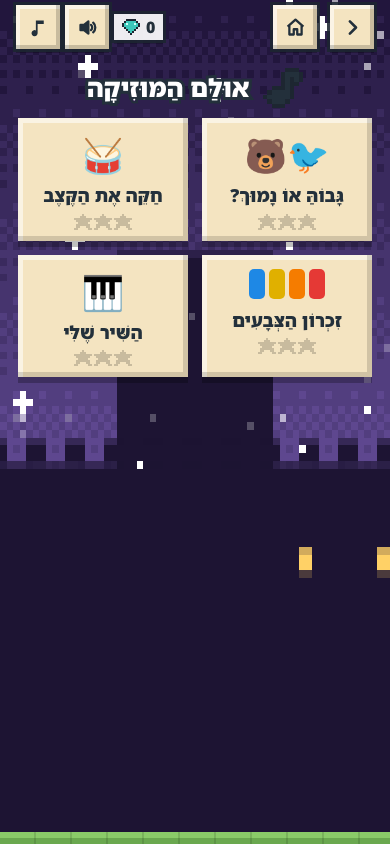 0
אוּלַם הַמּוּזִיקָה
גָּבוֹהַּ אוֹ נָמוּךְ?
חַקֵּה אֶת הַקֶּצֶב
זִכְרוֹן הַצְּבָעִים
הַשִּׁיר שֶׁלִּי